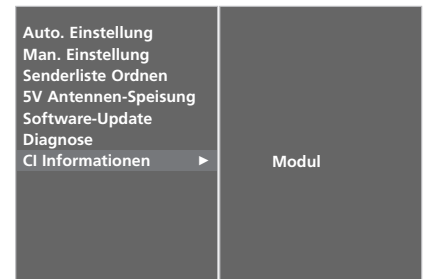 Auto. Einstellung
Man. Einstellung
Senderliste Ordnen
5V Antennen-Speisung
Software-Update
Diagnose
CI Informationen ► Modul